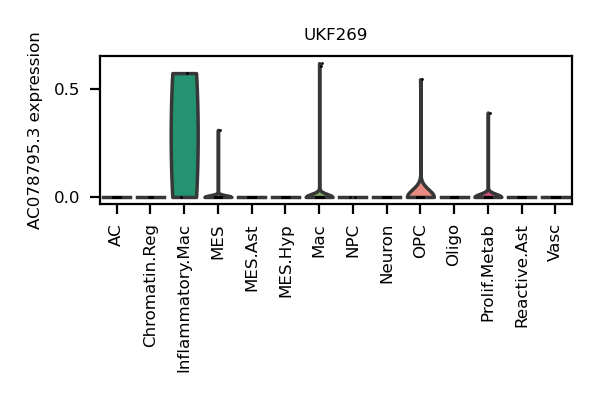 UKF269
AC078795.3 expression
0.5
0.0
AC
Chromatin.Reg
Inflammatory.Mac
MES
MES.Ast
MES.Hyp
Mac
NPC
Neuron
OPC
Oligo
Prolif.Metab
Reactive.Ast
Vasc